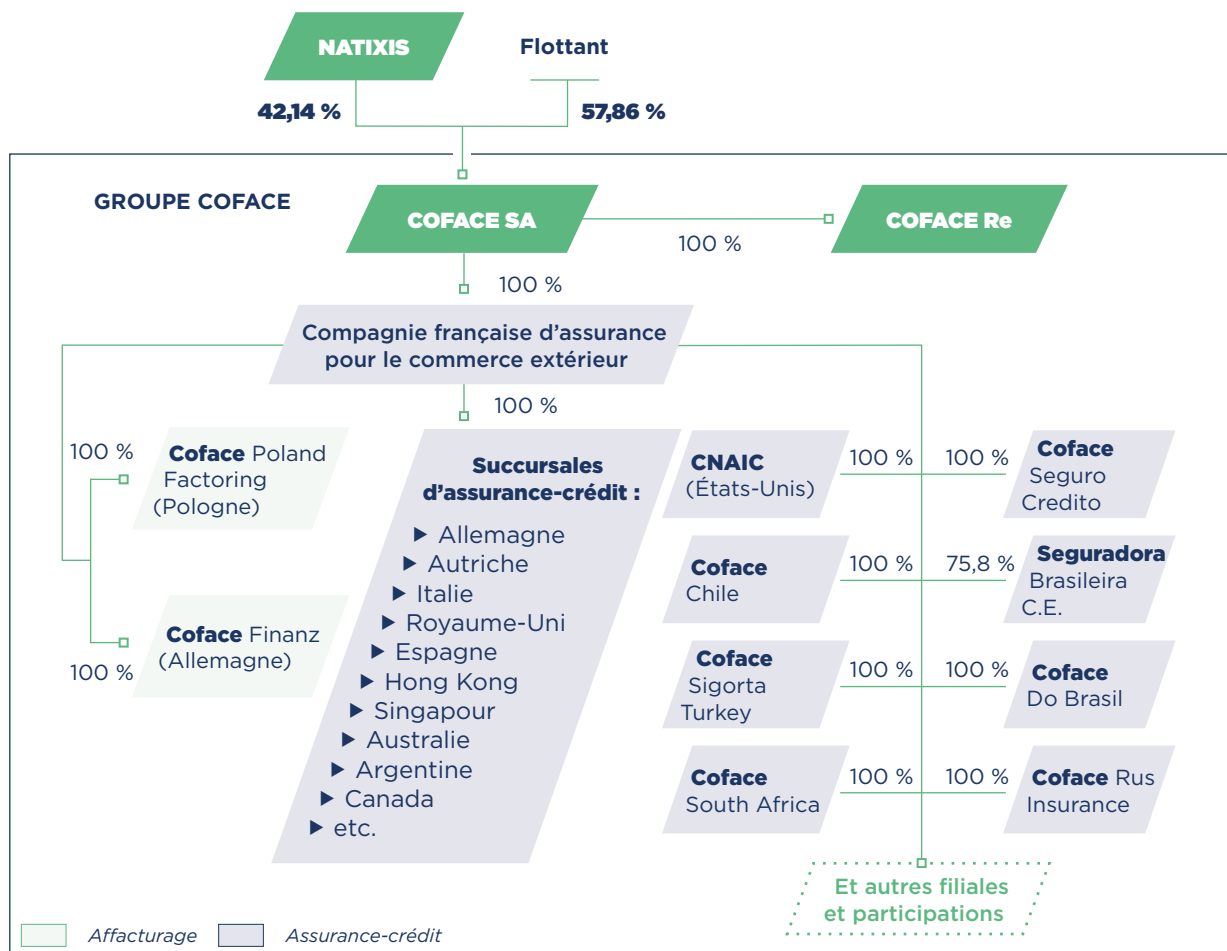 NATIXIS
Flottant
42,14 %
57,86 %
GROUPE COFACE
COFACE SA
COFACE Re
100 %
100 %
Compagnie française d’assurance
pour le commerce extérieur
100 %
100 %
Coface Poland
Factoring
(Pologne)
Coface Finanz
(Allemagne)
100 %
Succursales
d’assurance-crédit :
▶ Allemagne
▶ Autriche
▶ Italie
▶ Royaume-Uni
▶ Espagne
▶ Hong Kong
▶ Singapour
▶ Australie
▶ Argentine
▶ Canada
▶ etc.
CNAIC
(États-Unis)
100 %
100 %
Coface
Seguro
Credito
Coface
Chile
100 %
75,8 %
Seguradora
Brasileira
C.E.
Coface
Sigorta
Turkey
100 %
100 %
Coface
Do Brasil
Coface
South Africa
100 %
100 %
Coface Rus
Insurance
Et autres filiales
et participations
Affacturage
Assurance-crédit